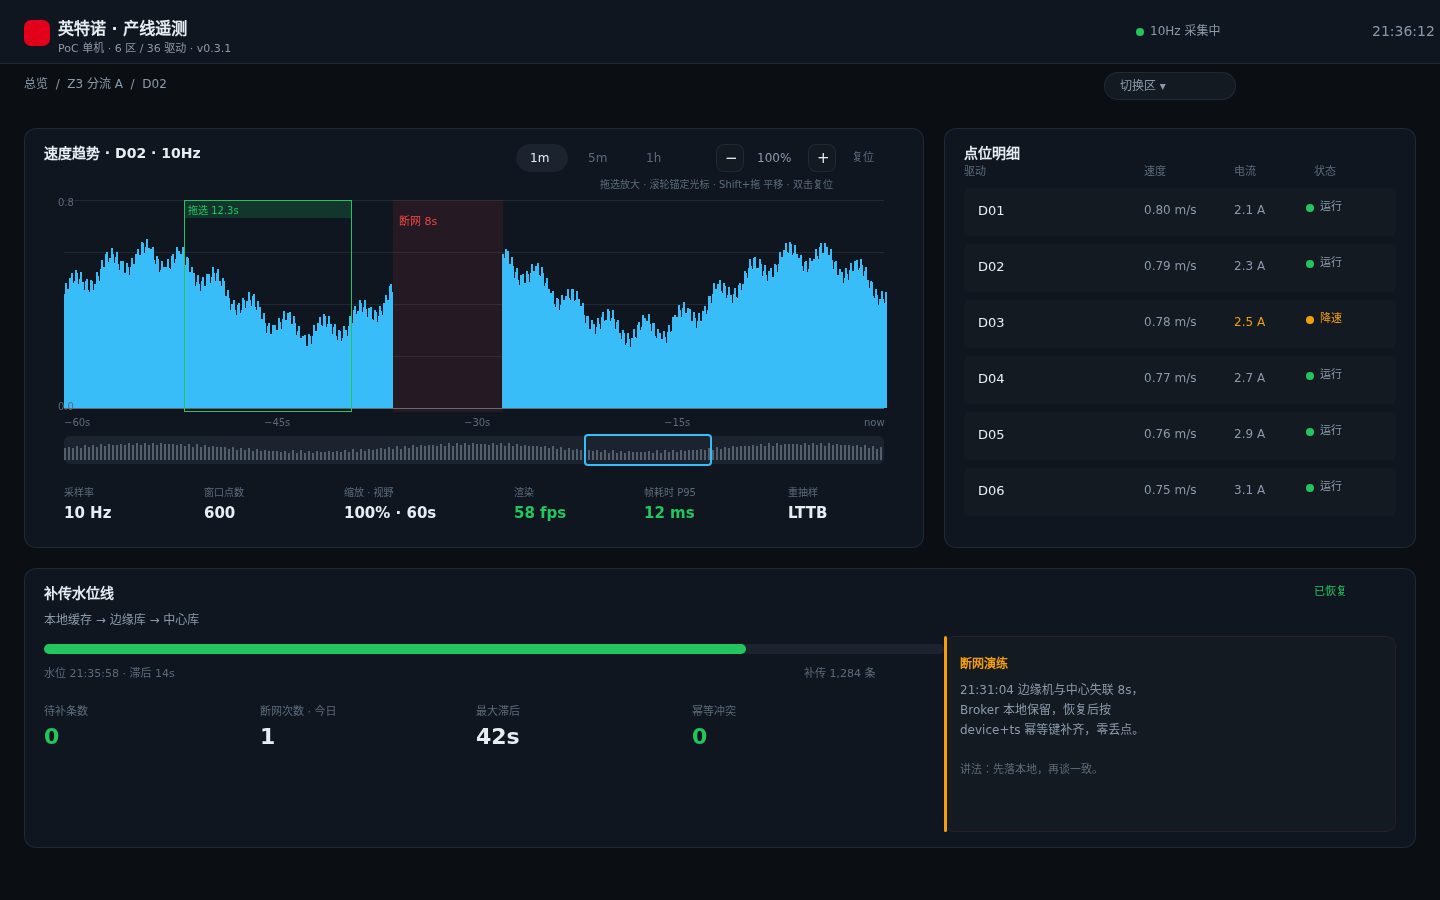 英特诺 · 产线遥测
PoC 单机 · 6 区 / 36 驱动 · v0.3.1
10Hz 采集中
21:36:12
总览 / Z3 分流 A / D02
切换区 ▾
速度趋势 · D02 · 10Hz
1m 5m 1h − 100% + 复位
拖选放大 · 滚轮锚定光标 · Shift+拖 平移 · 双击复位
0.8
拖选 12.3s
断网 8s
0.0
−60s −45s −30s −15s now
采样率 窗口点数 缩放 · 视野 渲染 帧耗时 P95 重抽样
10 Hz 600 100% · 60s 58 fps 12 ms LTTB
点位明细
驱动 速度 电流 状态
D01 0.80 m/s 2.1 A 运行
D02 0.79 m/s 2.3 A 运行
D03 0.78 m/s 2.5 A 降速
D04 0.77 m/s 2.7 A 运行
D05 0.76 m/s 2.9 A 运行
D06 0.75 m/s 3.1 A 运行
补传水位线
已恢复
本地缓存 → 边缘库 → 中心库
水位 21:35:58 · 滞后 14s
补传 1,284 条
待补条数 断网次数 · 今日 最大滞后 幂等冲突
0 1 42s 0
断网演练
21:31:04 边缘机与中心失联 8s，
Broker 本地保留，恢复后按
device+ts 幂等键补齐，零丢点。
讲法：先落本地，再谈一致。